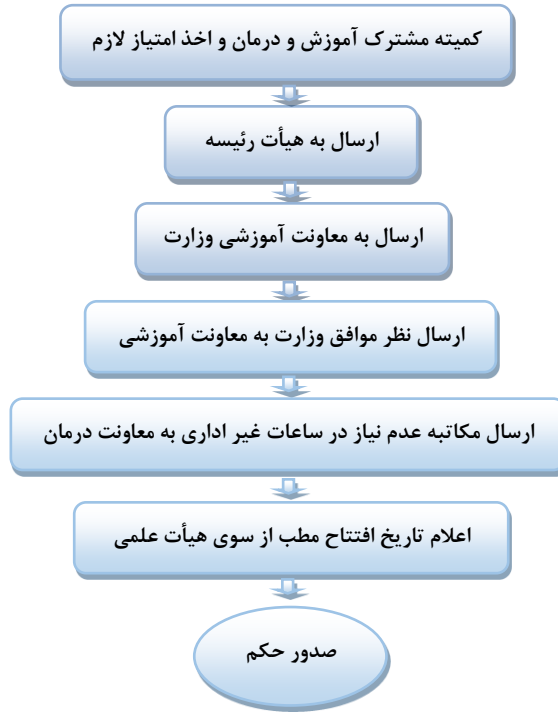 کمیته مشترک آموزش و درمان و اخذ امتیاز لازم
ارسال به هیأت رئیسه
ارسال به معاونت آموزشی وزارت
ارسال نظر موافق وزارت به معاونت آموزشی
ارسال مکاتبه عدم نیاز در ساعات غیر اداری به معاونت درمان
اعلام تاریخ افتتاح مطب از سوی هیأت علمی
صدور حکم